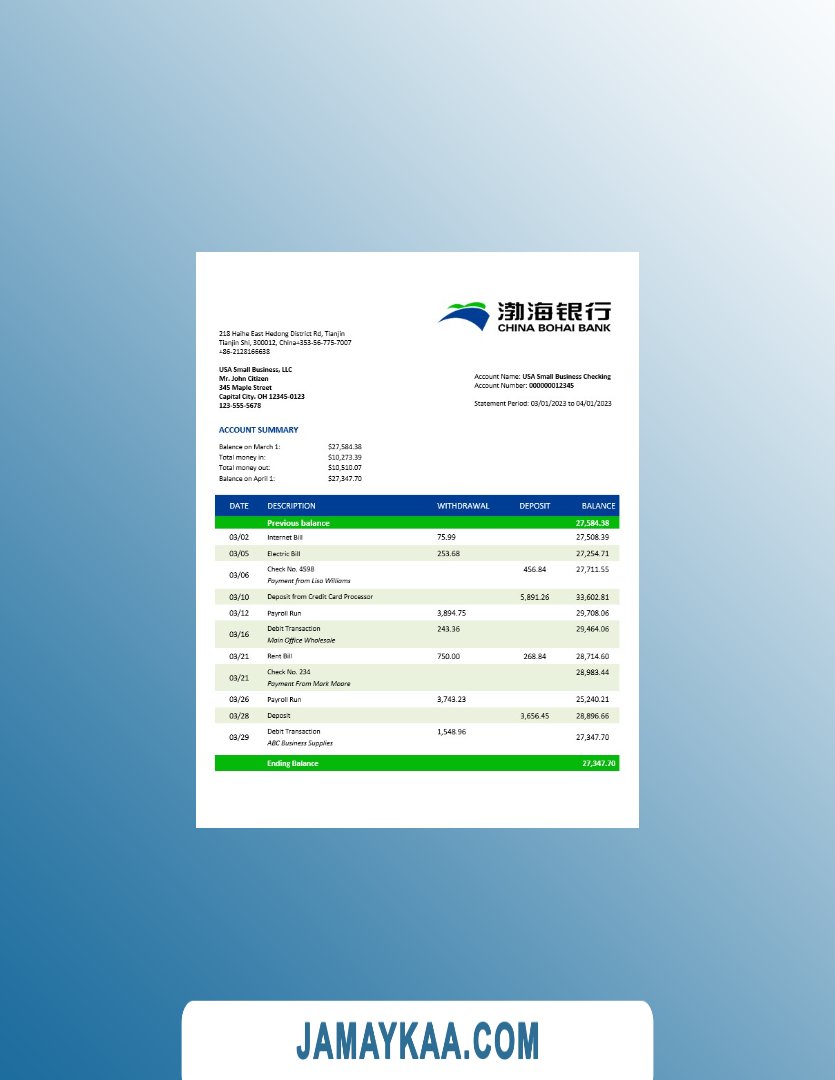 渤海银行
CHINA BOHAI BANK
218 Haihe East Hedong District Rd, Tianjin
Tianjin Shi, 300012, China+353-56-775-7007
+86-2128166638
USA Small Business, LLC
Mr. John Citizen
345 Maple Street
Capital City. OH 12345-0123
123-555-5678
Account Name: USA Small Business Checking
Account Number: 000000012345
Statement Period: 03/01/2023 to 04/01/2023
ACCOUNT SUMMARY
Balance on March 1: $27,584.38
Total money in: $10,273.39
Total money out: $10,510.07
Balance on April 1: $27,347.70
DATE DESCRIPTION WITHDRAWAL DEPOSIT BALANCE
Previous balance 27,584.38
03/02 Internet Bill 75.99 27,508.39
03/05 Electric Bill 253.68 27,254.71
03/06 Check No. 4598 456.84 27,711.55
Payment from Lisa Williams
03/10 Deposit from Credit Card Processor 5,891.26 33,602.81
03/12 Payroll Run 3,894.75 29,708.06
03/16 Debit Transaction 243.36 29,464.06
Main Office Wholesale
03/21 Rent Bill 750.00 268.84 28,714.60
03/21 Check No. 234 28,983.44
Payment From Mark Moore
03/26 Payroll Run 3,743.23 25,240.21
03/28 Deposit 3,656.45 28,896.66
03/29 Debit Transaction 1,548.96 27,347.70
ABC Business Supplies
Ending Balance 27,347.70
JAMAYKAA.COM